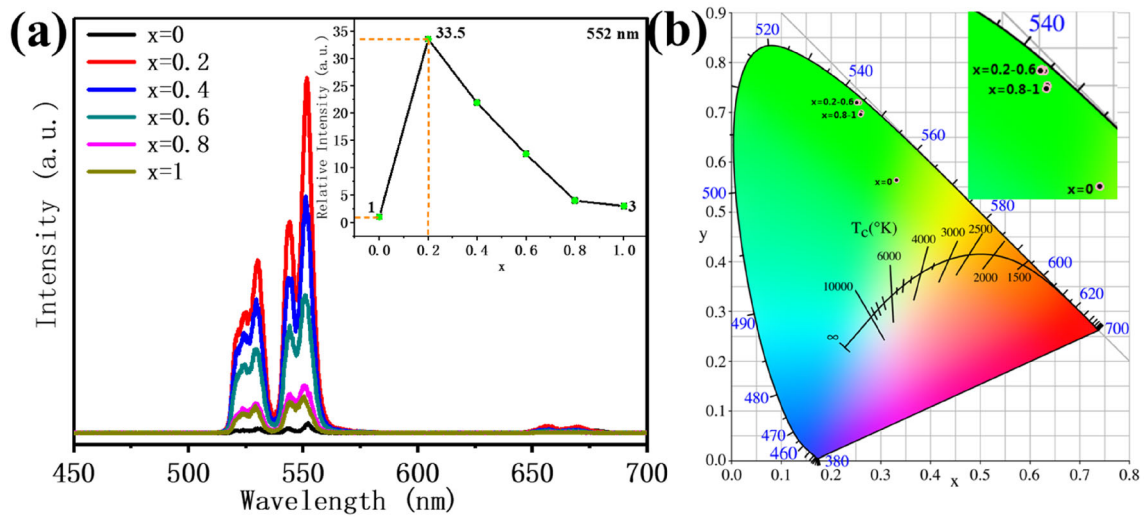 (a)
x=0
x=0.2
x=0.4
x=0.6
x=0.8
x=1
Intensity (a.u.)
Wavelength (nm)
450 500 550 600 650 700
Relative Intensity (a.u.)
35
30
25
20
15
10
5
0
0.0 0.2 0.4 0.6 0.8 1.0
x
33.5
552 nm
1
3
(b)
0.9
0.8
0.7
0.6
0.5
y
0.4
0.3
0.2
0.1
0.0
0.0 0.1 0.2 0.3 0.4 0.5 0.6 0.7 0.8
x
520
540
560
580
600
620
700
500
490
480
470
460
380
x=0.2-0.6
x=0.8-1
x=0
Tc(°K)
∞
10000
6000
4000
3000
2500
2000
1500
540
x=0.2-0.6
x=0.8-1
x=0